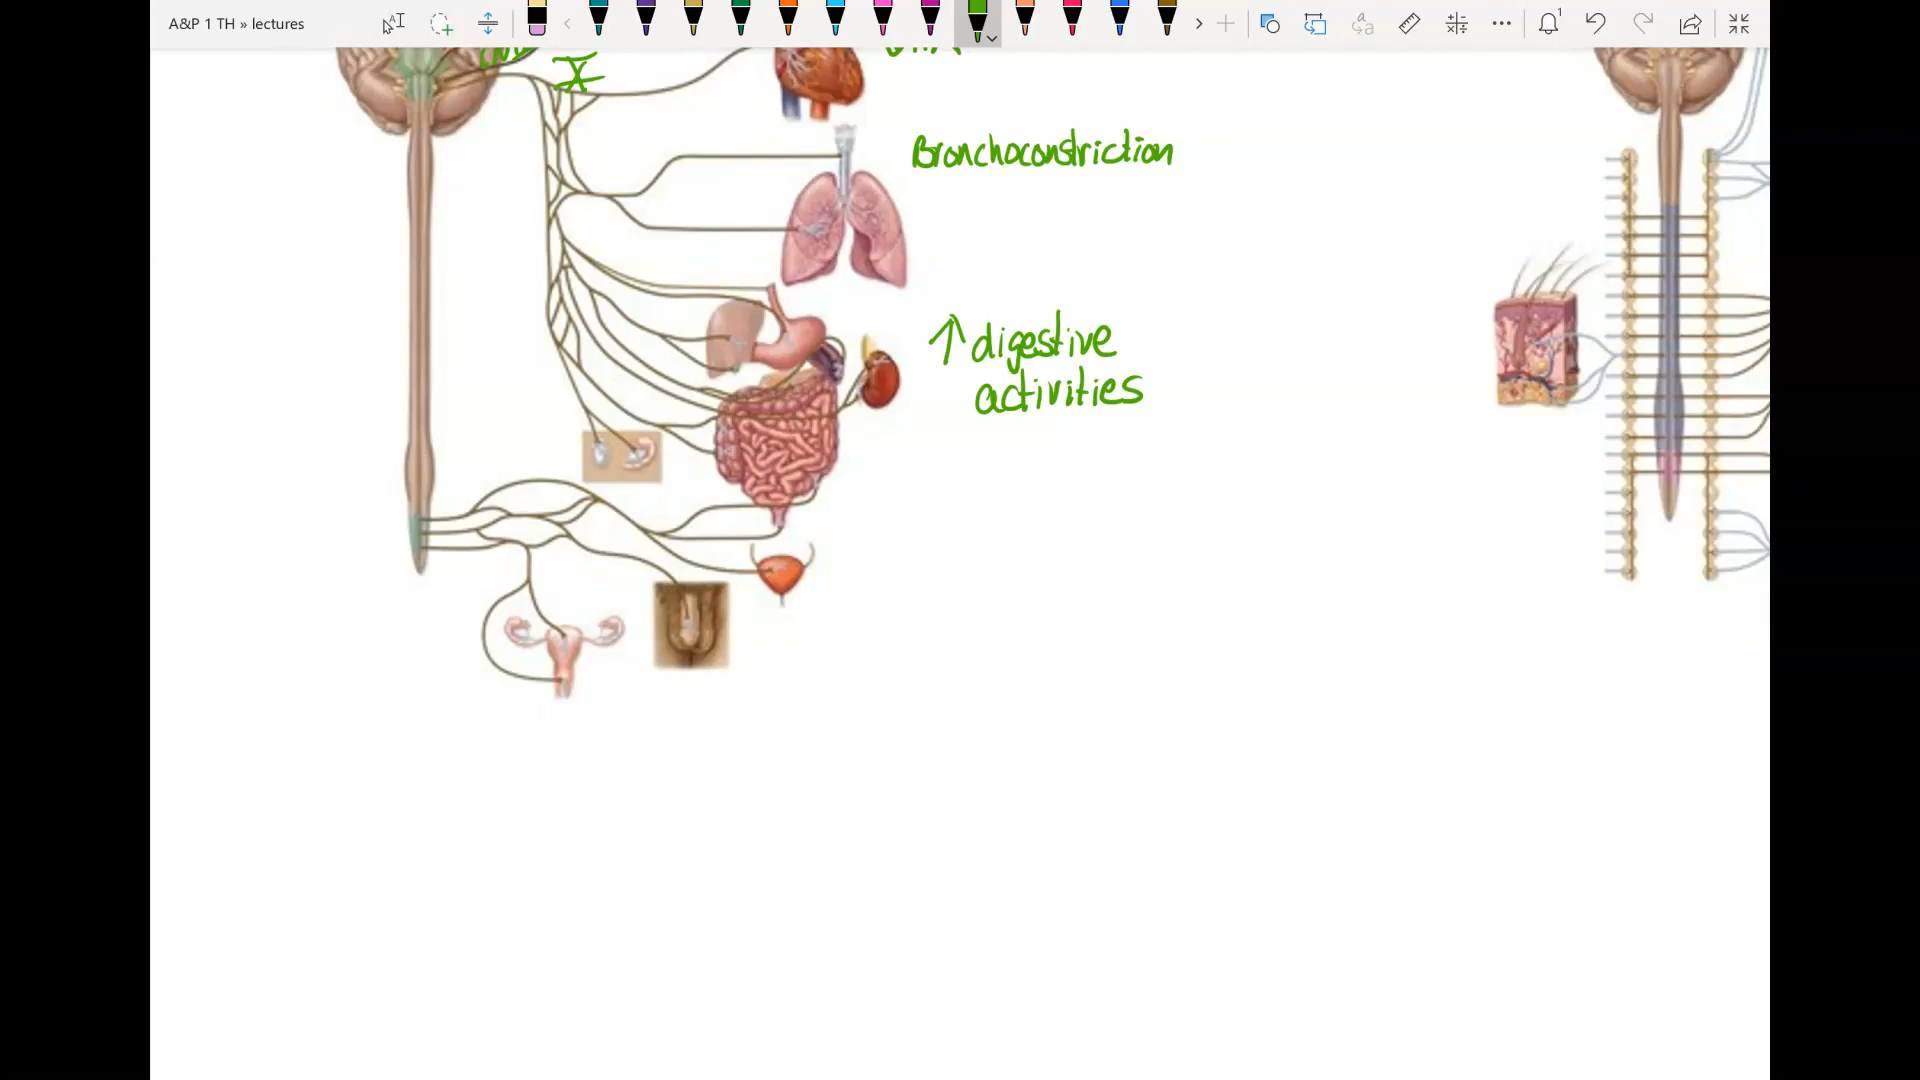 A&P 1 TH » lectures
X
Bronchoconstriction
↑ digestive
activities